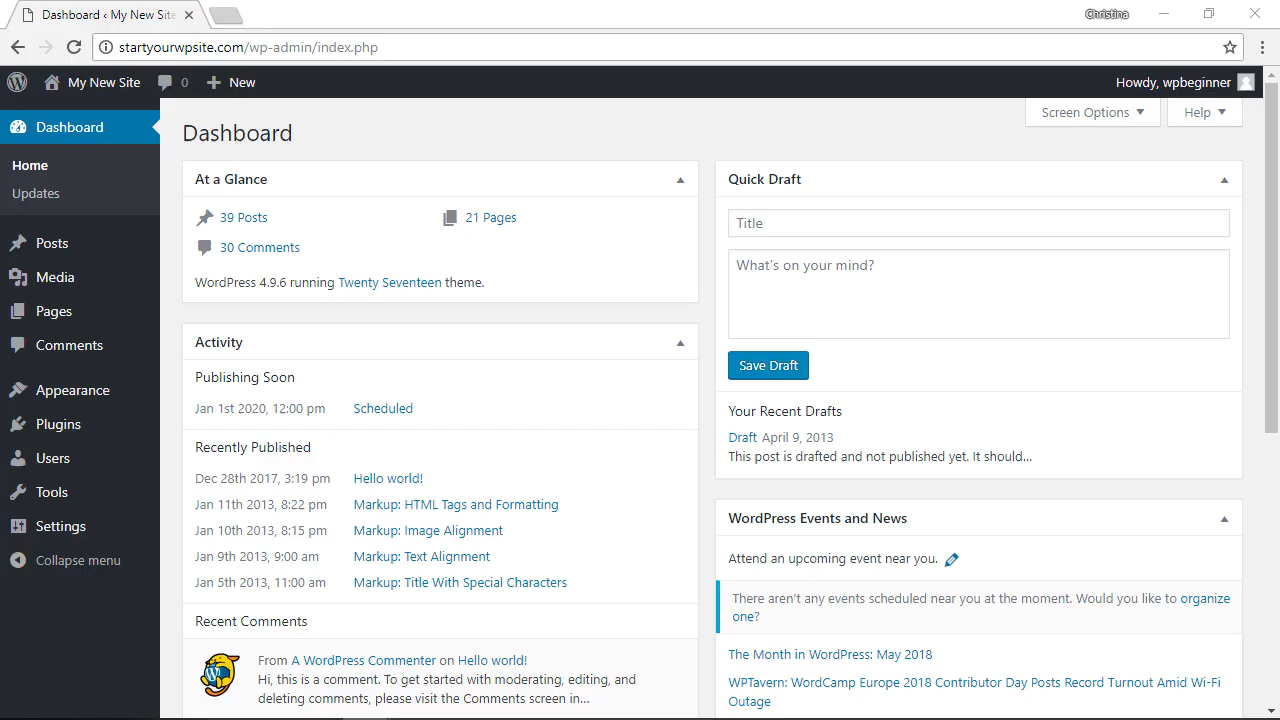 Dashboard ‹ My New Site
Christina
startyourwpsite.com/wp-admin/index.php
My New Site
0
New
Howdy, wpbeginner
Screen Options
Help
Dashboard
Home
Updates
Posts
Media
Pages
Comments
Appearance
Plugins
Users
Tools
Settings
Collapse menu
Dashboard
At a Glance
39 Posts
21 Pages
30 Comments
WordPress 4.9.6 running Twenty Seventeen theme.
Activity
Publishing Soon
Jan 1st 2020, 12:00 pm Scheduled
Recently Published
Dec 28th 2017, 3:19 pm Hello world!
Jan 11th 2013, 8:22 pm Markup: HTML Tags and Formatting
Jan 10th 2013, 8:15 pm Markup: Image Alignment
Jan 9th 2013, 9:00 am Markup: Text Alignment
Jan 5th 2013, 11:00 am Markup: Title With Special Characters
Recent Comments
From A WordPress Commenter on Hello world!
Hi, this is a comment. To get started with moderating, editing, and
deleting comments, please visit the Comments screen in...
Quick Draft
Title
What's on your mind?
Save Draft
Your Recent Drafts
Draft April 9, 2013
This post is drafted and not published yet. It should...
WordPress Events and News
Attend an upcoming event near you.
There aren't any events scheduled near you at the moment. Would you like to organize
one?
The Month in WordPress: May 2018
WPTavern: WordCamp Europe 2018 Contributor Day Posts Record Turnout Amid Wi-Fi
Outage